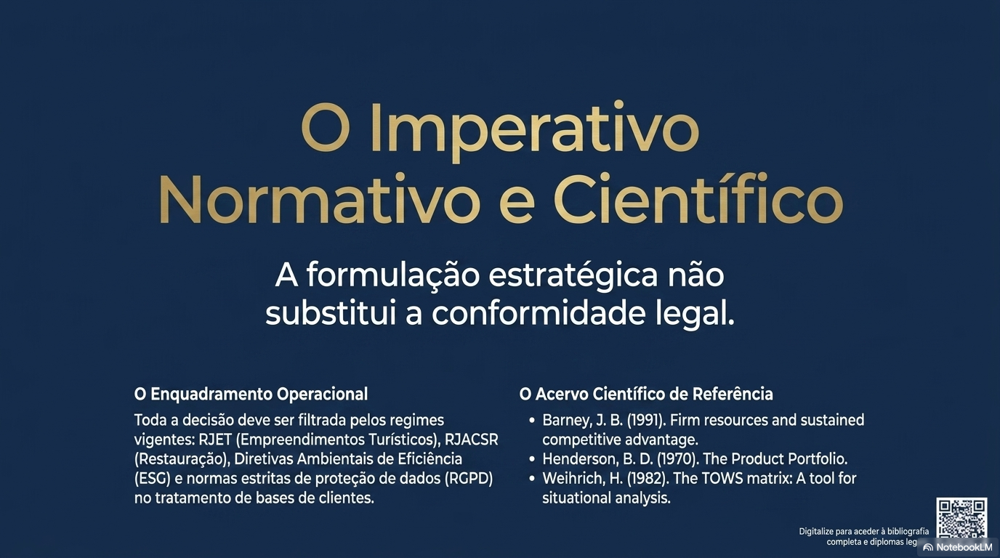 O Imperativo
Normativo e Científico
A formulação estratégica não
substitui a conformidade legal.
O Enquadramento Operacional
Toda a decisão deve ser filtrada pelos regimes
vigentes: RJET (Empreendimentos Turísticos), RJACSR
(Restauração), Diretivas Ambientais de Eficiência
(ESG) e normas estritas de proteção de dados (RGPD)
no tratamento de bases de clientes.
O Acervo Científico de Referência
• Barney, J. B. (1991). Firm resources and sustained
competitive advantage.
• Henderson, B. D. (1970). The Product Portfolio.
• Weihrich, H. (1982). The TOWS matrix: A tool for
situational analysis.
Digitalize para aceder à bibliografia
completa e diplomas
NotebookLM